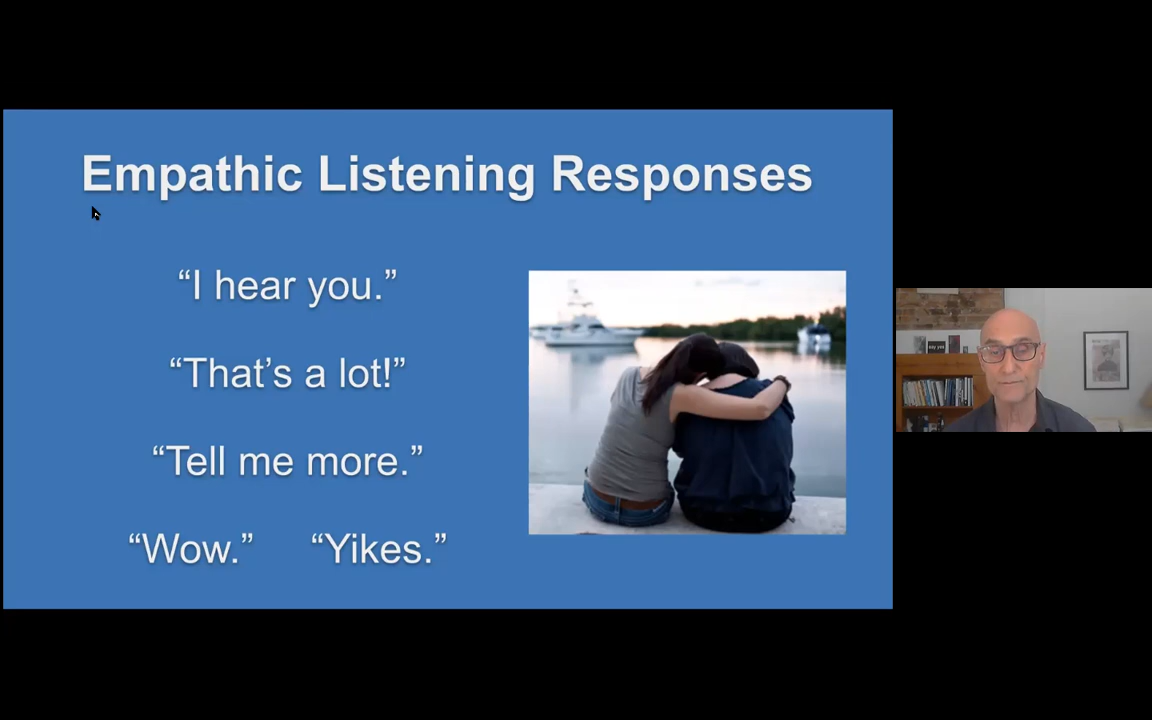 Empathic Listening Responses
“I hear you.”
“That’s a lot!”
“Tell me more.”
“Wow.” “Yikes.”